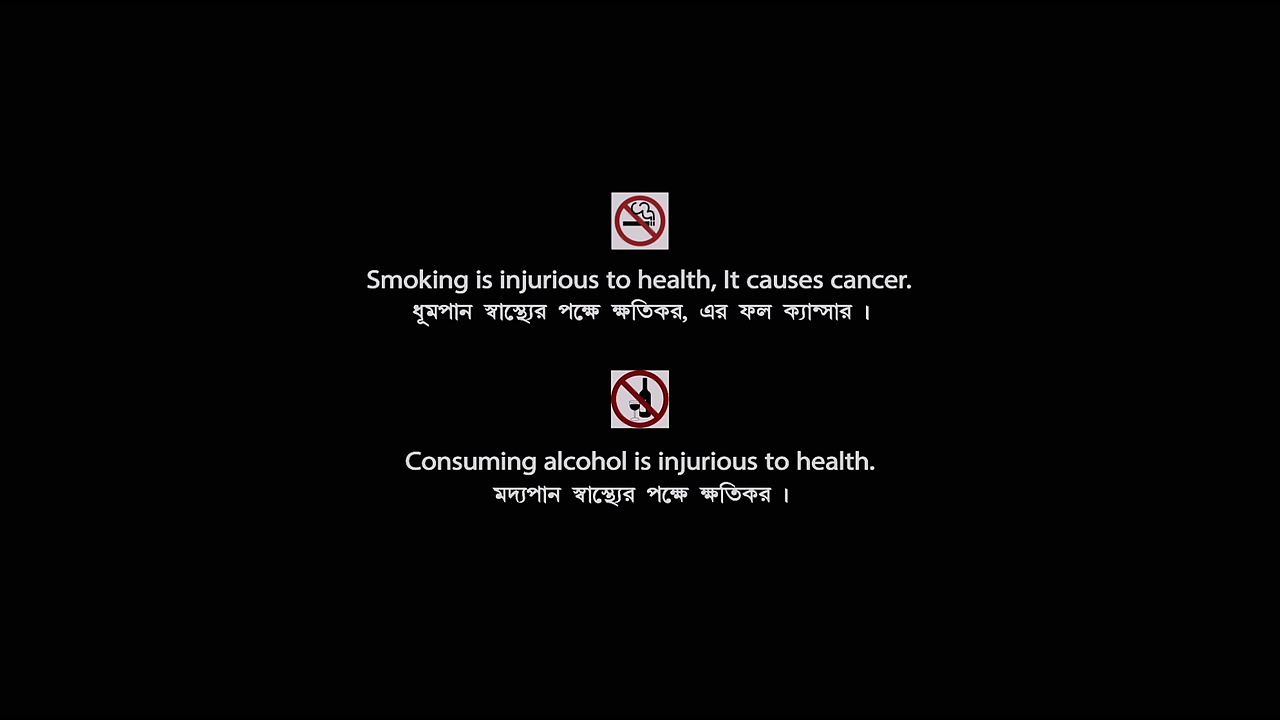 Smoking is injurious to health, It causes cancer.
ধূমপান স্বাস্থ্যের পক্ষে ক্ষতিকর, এর ফল ক্যান্সার ।
Consuming alcohol is injurious to health.
মদ্যপান স্বাস্থ্যের পক্ষে ক্ষতিকর ।